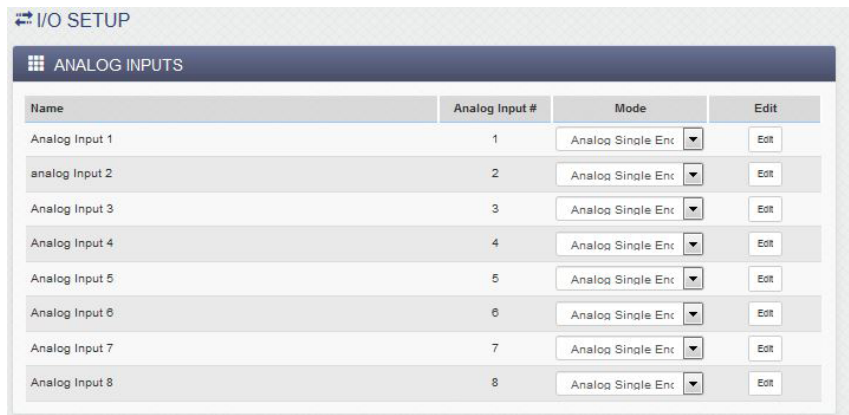 I/O SETUP
ANALOG INPUTS
Name Analog Input # Mode Edit
Analog Input 1 1 Analog Single Enc Edit
analog Input 2 2 Analog Single Enc Edit
Analog Input 3 3 Analog Single Enc Edit
Analog Input 4 4 Analog Single Enc Edit
Analog Input 5 5 Analog Single Enc Edit
Analog Input 6 6 Analog Single Enc Edit
Analog Input 7 7 Analog Single Enc Edit
Analog Input 8 8 Analog Single Enc Edit